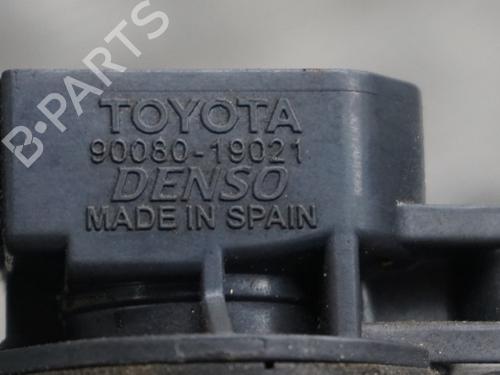 TOYOTA
90080-19021
DENSO
MADE IN SPAIN
B-PARTS